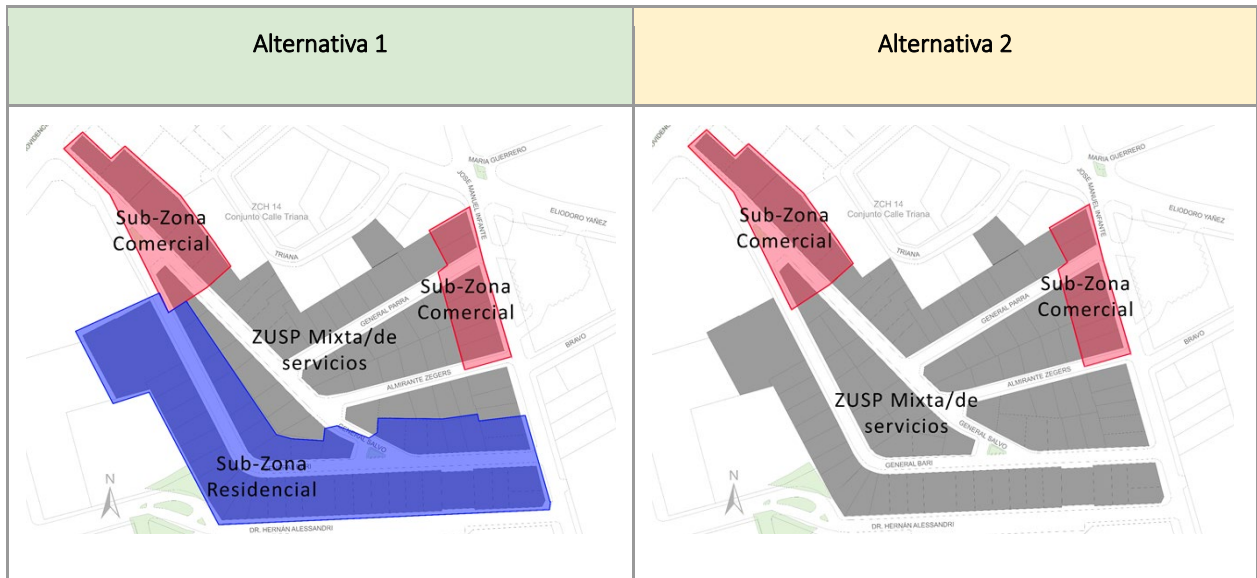 Alternativa 1
Alternativa 2
MARIA GUERRERO
JOSE MANUEL INFANTE
ELIODORO YAÑEZ
ZCH 14
Conjunto Calle Triana
TRIANA
Sub-Zona
Comercial
Sub-Zona
Comercial
GENERAL PARRA
ZUSP Mixta/de
servicios
BRAVO
ALMIRANTE ZEGERS
GENERAL SALVO
Sub-Zona
Residencial
N
DR. HERNÁN ALESSANDRI
MARIA GUERRERO
JOSE MANUEL INFANTE
ELIODORO YAÑEZ
ZCH 14
Conjunto Calle Triana
TRIANA
Sub-Zona
Comercial
Sub-Zona
Comercial
GENERAL PARRA
BRAVO
ALMIRANTE ZEGERS
ZUSP Mixta/de
servicios
GENERAL SALVO
GENERAL BARI
N
DR. HERNÁN ALESSANDRI